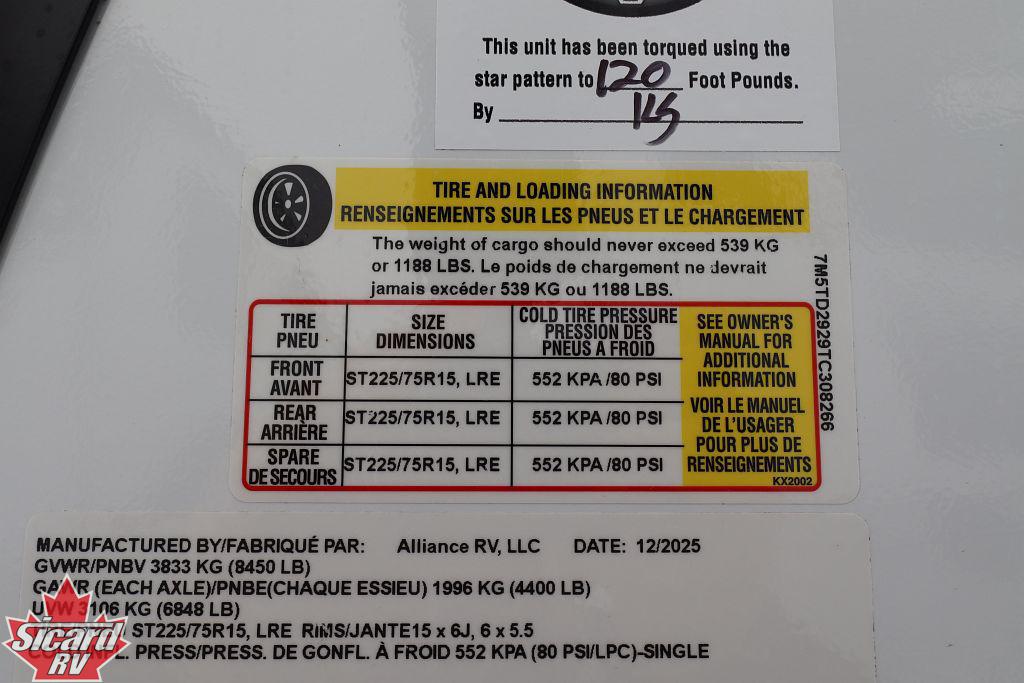 This unit has been torqued using the
star pattern to 120 Foot Pounds.
By KS
TIRE AND LOADING INFORMATION
RENSEIGNEMENTS SUR LES PNEUS ET LE CHARGEMENT
The weight of cargo should never exceed 539 KG
or 1188 LBS. Le poids de chargement ne devrait
jamais excéder 539 KG ou 1188 LBS.
TIRE
PNEU
SIZE
DIMENSIONS
COLD TIRE PRESSURE
PRESSION DES
PNEUS A FROID
FRONT
AVANT
ST225/75R15, LRE
552 KPA /80 PSI
REAR
ARRIÈRE
ST225/75R15, LRE
552 KPA /80 PSI
SPARE
DE SECOURS
ST225/75R15, LRE
552 KPA /80 PSI
SEE OWNER'S
MANUAL FOR
ADDITIONAL
INFORMATION
VOIR LE MANUEL
DE L'USAGER
POUR PLUS DE
RENSEIGNEMENTS
KX2002
7M5TD2929TC308266
MANUFACTURED BY/FABRIQUÉ PAR: Alliance RV, LLC DATE: 12/2025
GVWR/PNBV 3833 KG (8450 LB)
GAWR (EACH AXLE)/PNBE(CHAQUE ESSIEU) 1996 KG (4400 LB)
UVW 3106 KG (6848 LB)
ST225/75R15, LRE RIMS/JANTE15 x 6J, 6 x 5.5
PRESS/PRESS. DE GONFL. À FROID 552 KPA (80 PSI/LPC)-SINGLE
Sicard
RV